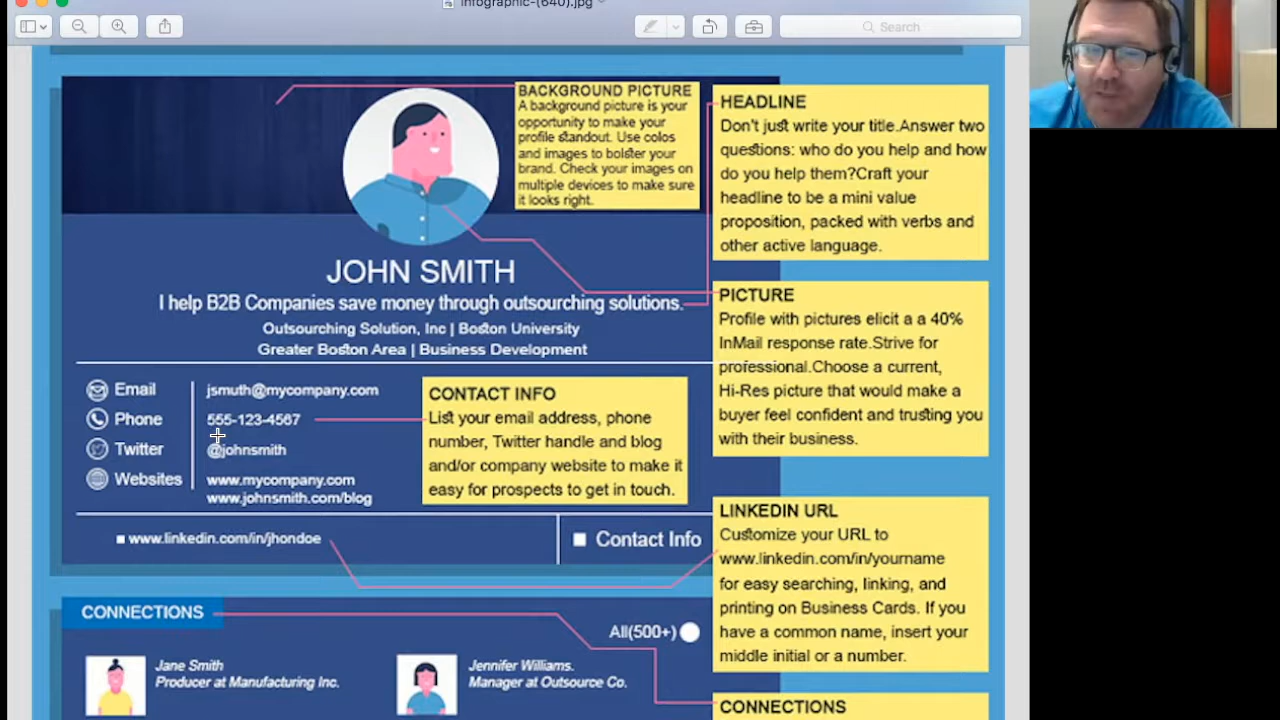 infographic-(640).jpg
Search
BACKGROUND PICTURE
A background picture is your
opportunity to make your
profile standout. Use colos
and images to bolster your
brand. Check your images on
multiple devices to make sure
it looks right.
HEADLINE
Don't just write your title.Answer two
questions: who do you help and how
do you help them?Craft your
headline to be a mini value
proposition, packed with verbs and
other active language.
JOHN SMITH
I help B2B Companies save money through outsourching solutions.
Outsourching Solution, Inc | Boston University
Greater Boston Area | Business Development
PICTURE
Profile with pictures elicit a a 40%
InMail response rate.Strive for
professional.Choose a current,
Hi-Res picture that would make a
buyer feel confident and trusting you
with their business.
Email jsmuth@mycompany.com
Phone 555-123-4567
Twitter @johnsmith
Websites www.mycompany.com
www.johnsmith.com/blog
CONTACT INFO
List your email address, phone
number, Twitter handle and blog
and/or company website to make it
easy for prospects to get in touch.
www.linkedin.com/in/jhondoe
Contact Info
LINKEDIN URL
Customize your URL to
www.linkedin.com/in/yourname
for easy searching, linking, and
printing on Business Cards. If you
have a common name, insert your
middle initial or a number.
CONNECTIONS
All(500+)
Jane Smith
Producer at Manufacturing Inc.
Jennifer Williams.
Manager at Outsource Co.
CONNECTIONS